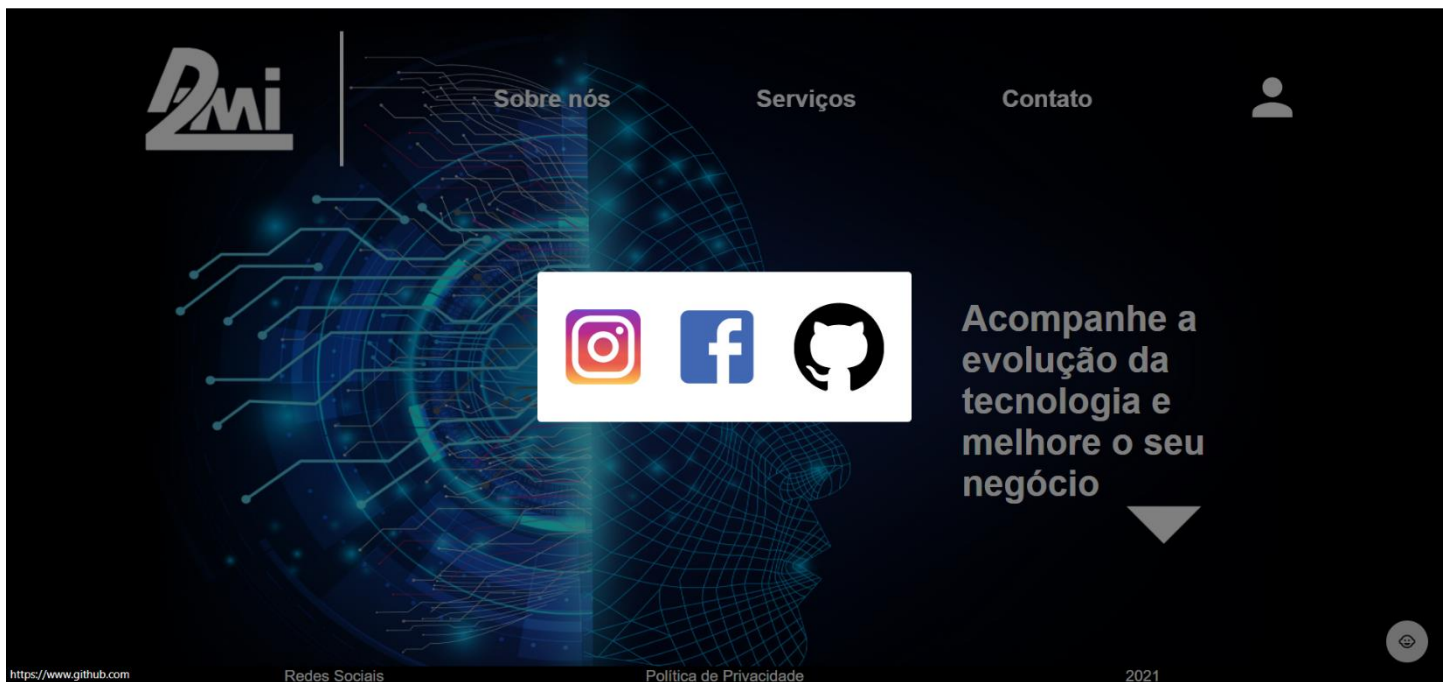 2mi
Sobre nós
Serviços
Contato
Acompanhe a
evolução da
tecnologia e
melhore o seu
negócio
https://www.github.com
Redes Sociais
Política de Privacidade
2021